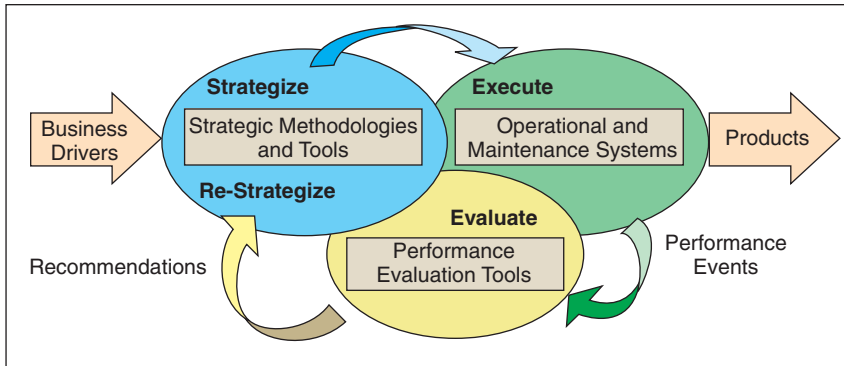 Strategize
Strategic Methodologies
and Tools
Re-Strategize
Execute
Operational and
Maintenance Systems
Business
Drivers
Products
Evaluate
Performance
Evaluation Tools
Recommendations
Performance
Events